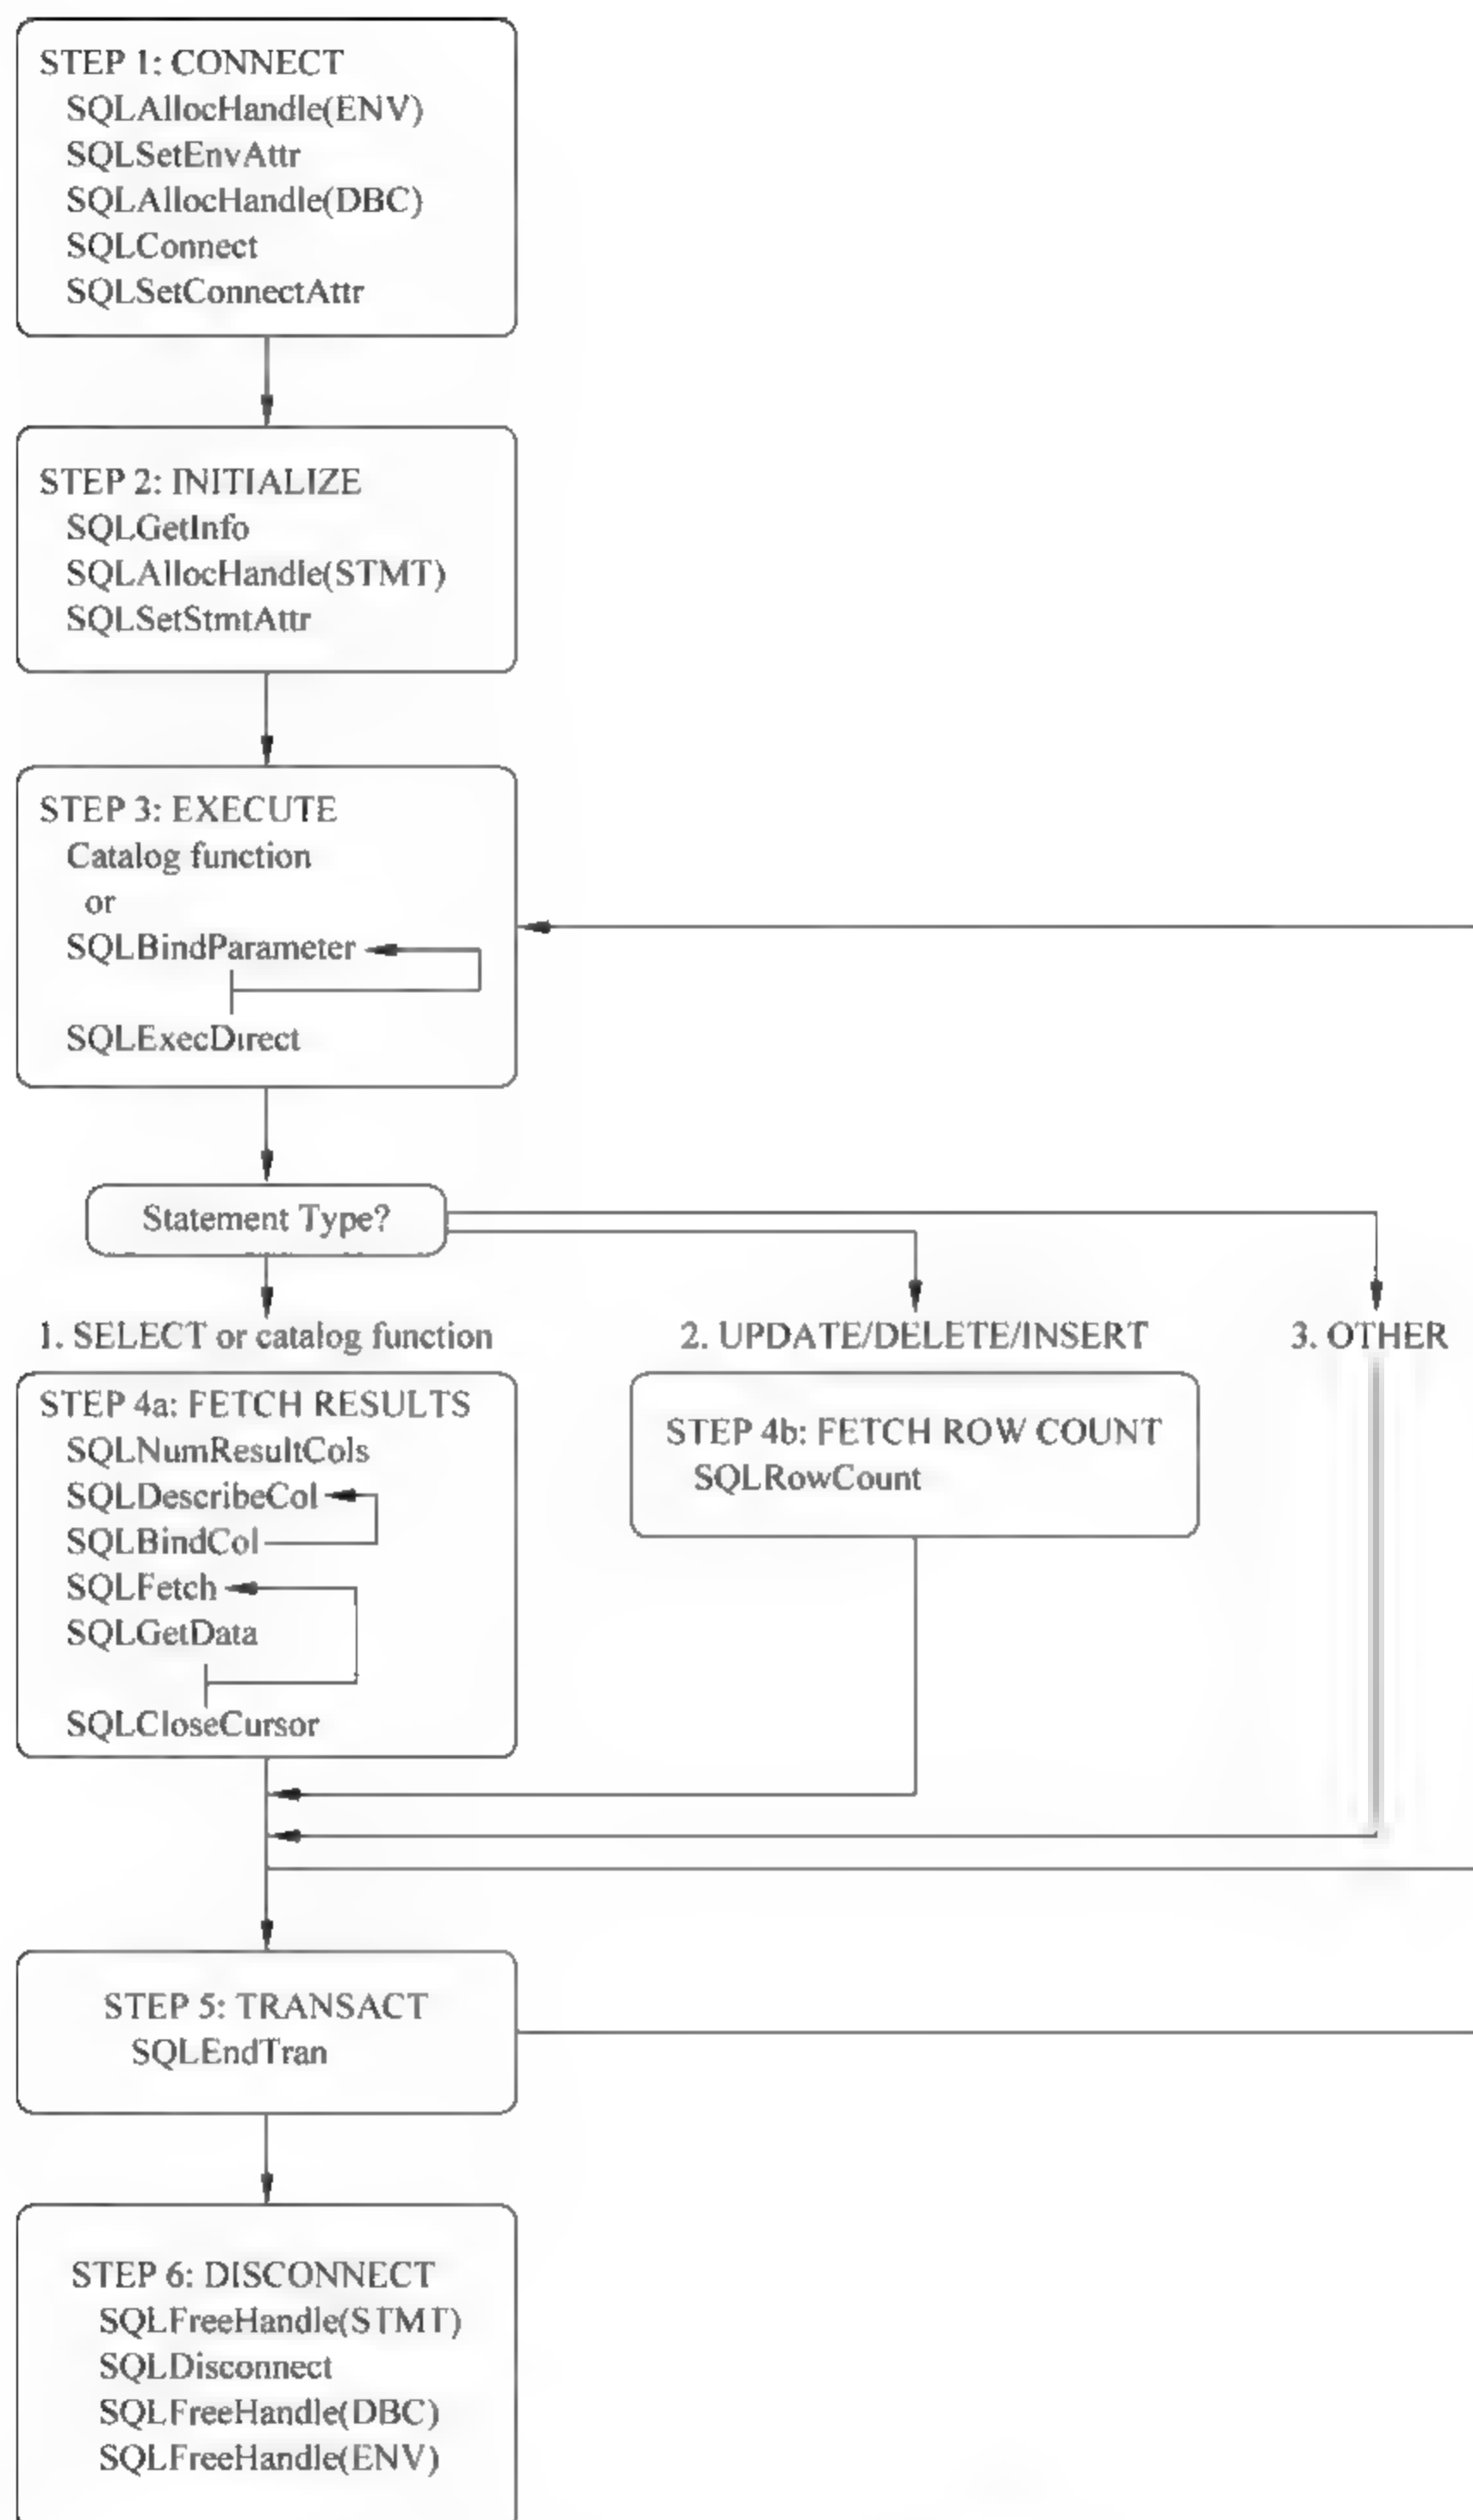 STEP 1: CONNECT
SQLAllocHandle(ENV)
SQLSetEnvAttr
SQLAllocHandle(DBC)
SQLConnect
SQLSetConnectAttr
STEP 2: INITIALIZE
SQLGetInfo
SQLAllocHandle(STMT)
SQLSetStmtAttr
STEP 3: EXECUTE
Catalog function
or
SQLBindParameter
SQLExecDirect
Statement Type?
1. SELECT or catalog function
2. UPDATE/DELETE/INSERT
3. OTHER
STEP 4a: FETCH RESULTS
SQLNumResultCols
SQLDescribeCol
SQLBindCol
SQLFetch
SQLGetData
SQLCloseCursor
STEP 4b: FETCH ROW COUNT
SQLRowCount
STEP 5: TRANSACT
SQLEndTran
STEP 6: DISCONNECT
SQLFreeHandle(STMT)
SQLDisconnect
SQLFreeHandle(DBC)
SQLFreeHandle(ENV)